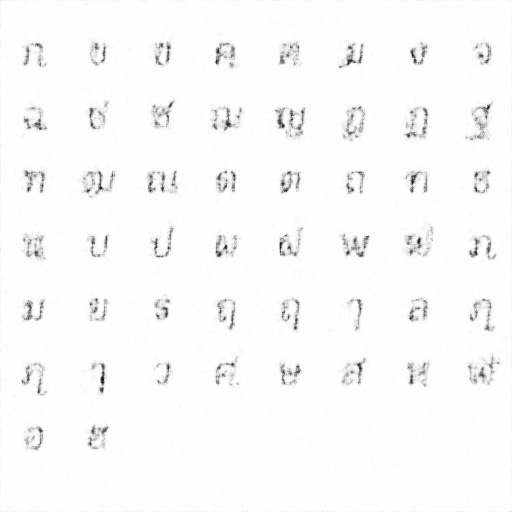 ก ข ฃ ค ฅ ฆ ง จ
ฉ ช ซ ฌ ญ ฎ ฏ ฐ
ฑ ฒ ณ ด ต ถ ท ธ
น บ ป ผ ฝ พ ฟ ภ
ม ย ร ฤ ฤ ๅ ล ฦ
ฦ ๅ ว ศ ษ ส ห ฬ
อ ฮ